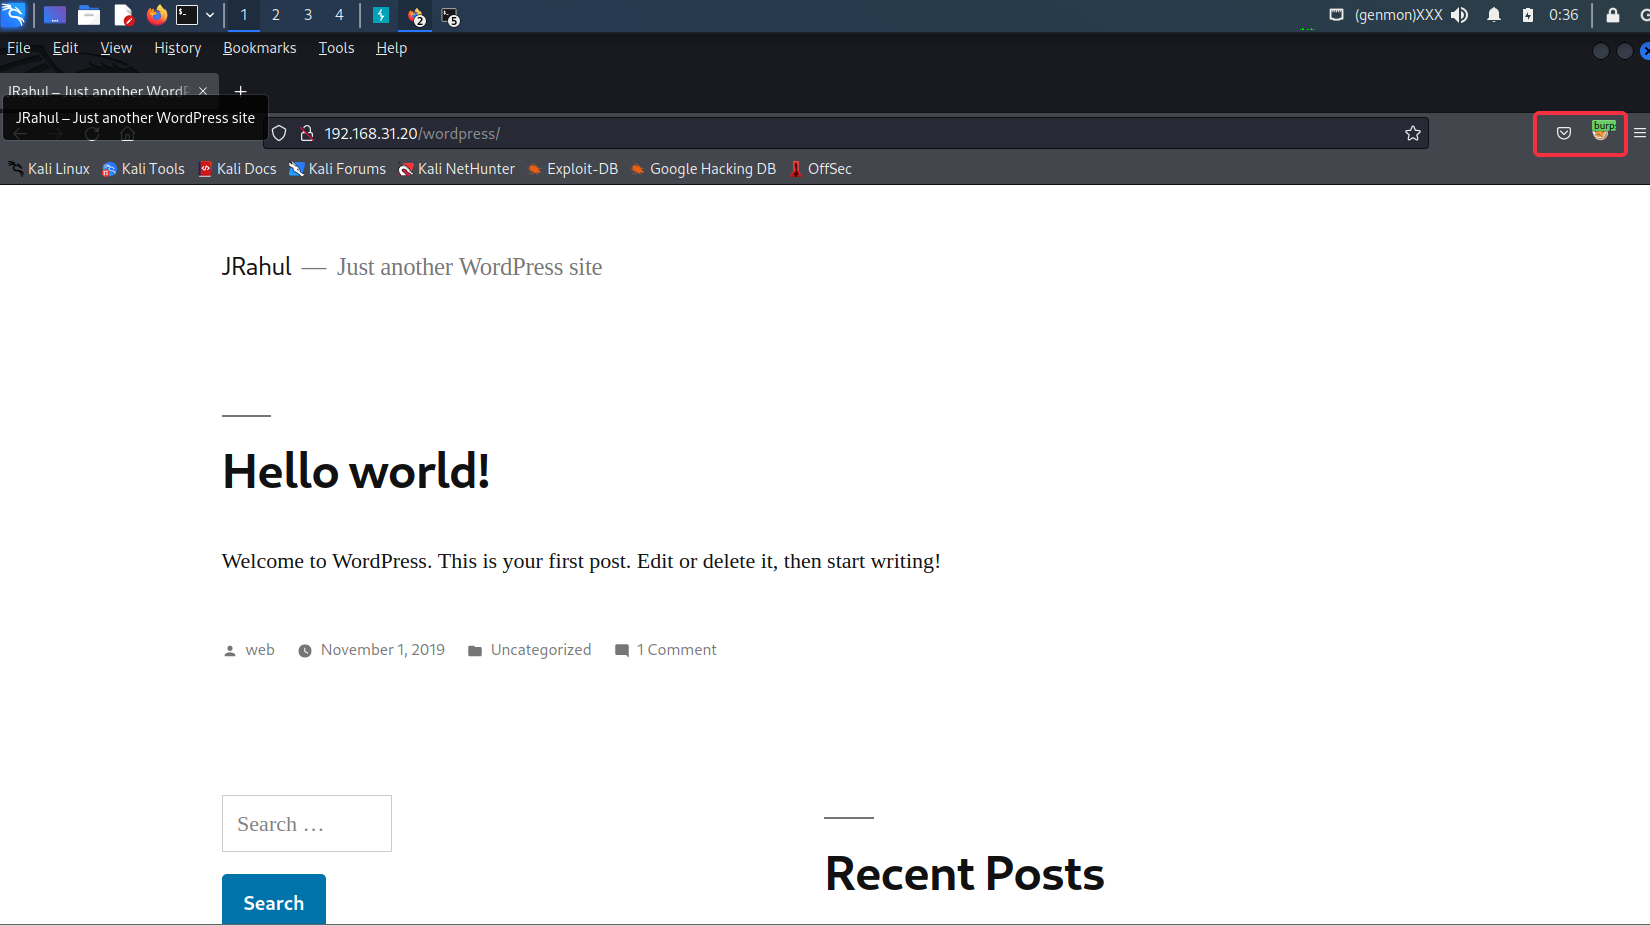 1 2 3 4 2 5 (genmon)XXX 0:36
File Edit View History Bookmarks Tools Help
JRahul – Just another WordP
JRahul – Just another WordPress site
192.168.31.20/wordpress/
burp
Kali Linux Kali Tools Kali Docs Kali Forums Kali NetHunter Exploit-DB Google Hacking DB OffSec
JRahul — Just another WordPress site
Hello world!
Welcome to WordPress. This is your first post. Edit or delete it, then start writing!
web November 1, 2019 Uncategorized 1 Comment
Search …
Recent Posts
Search